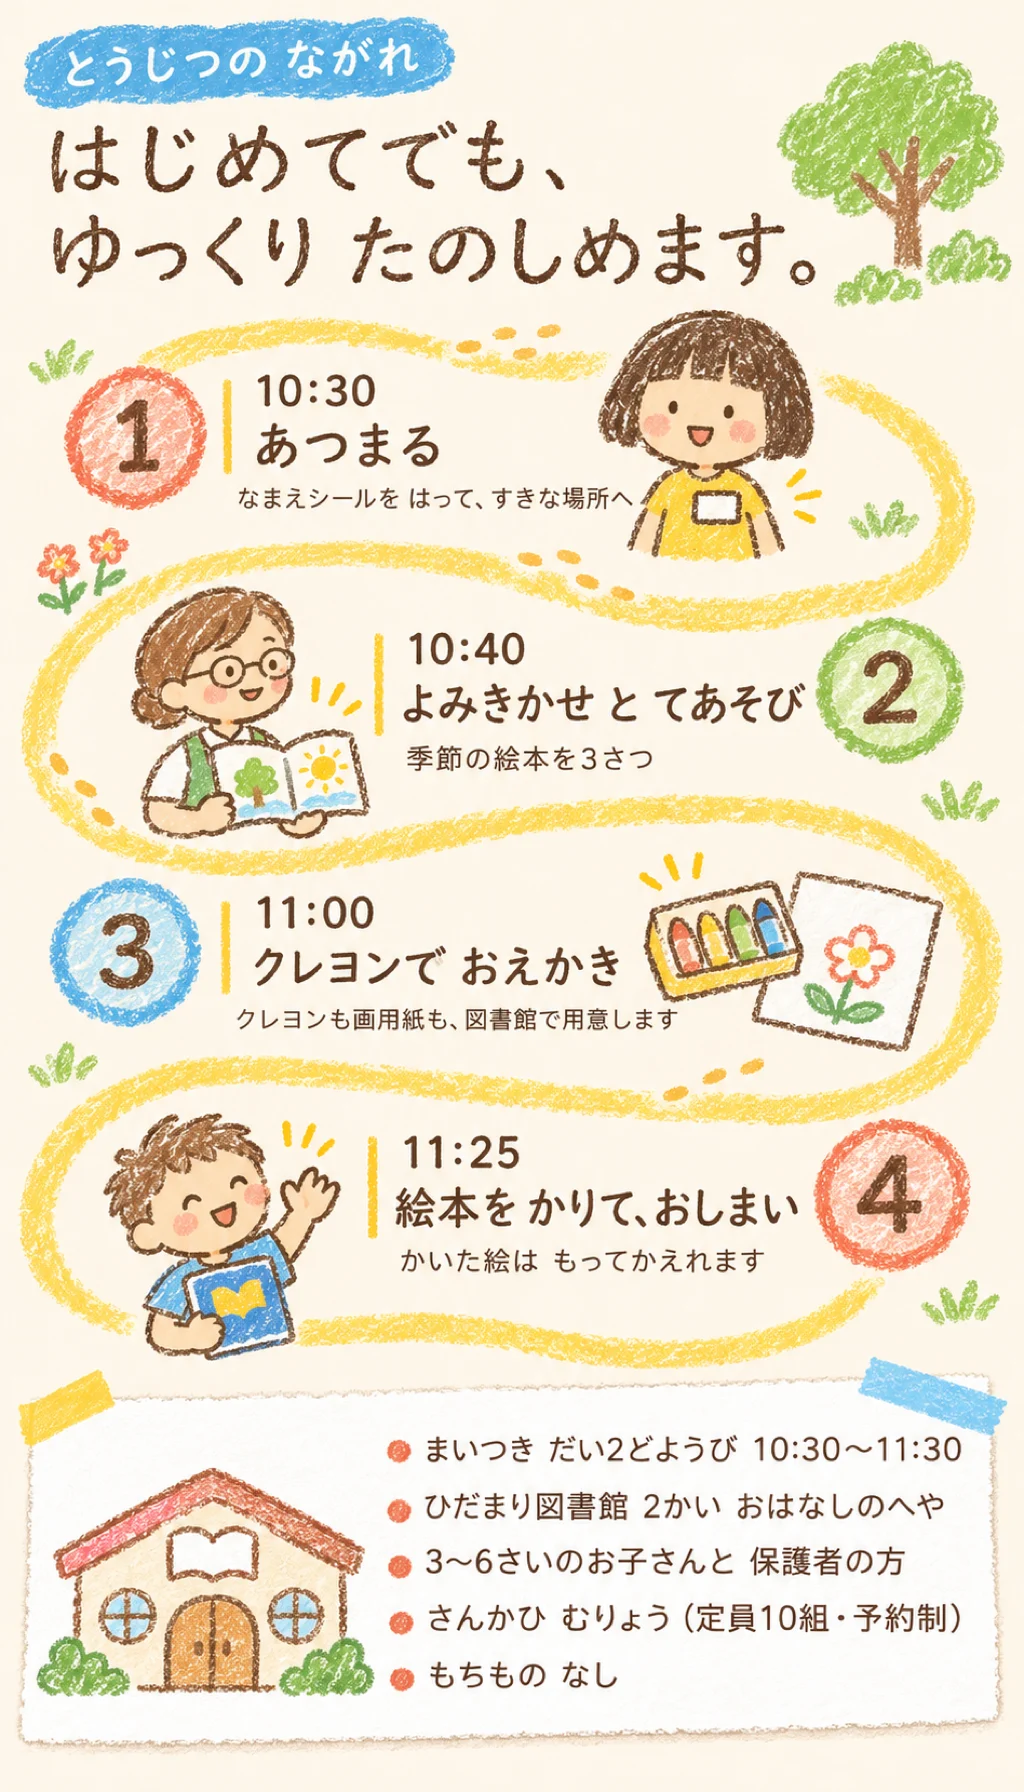 とうじつの ながれ
はじめてでも、
ゆっくり たのしめます。
1
10:30
あつまる
なまえシールを はって、すきな場所へ
10:40
よみきかせ と てあそび
季節の絵本を3さつ
2
3
11:00
クレヨンで おえかき
クレヨンも画用紙も、図書館で用意します
11:25
絵本を かりて、おしまい
かいた絵は もってかえれます
4
まいつき だい2どようび 10:30〜11:30
ひだまり図書館 2かい おはなしのへや
3〜6さいのお子さんと 保護者の方
さんかひ むりょう（定員10組・予約制）
もちもの なし